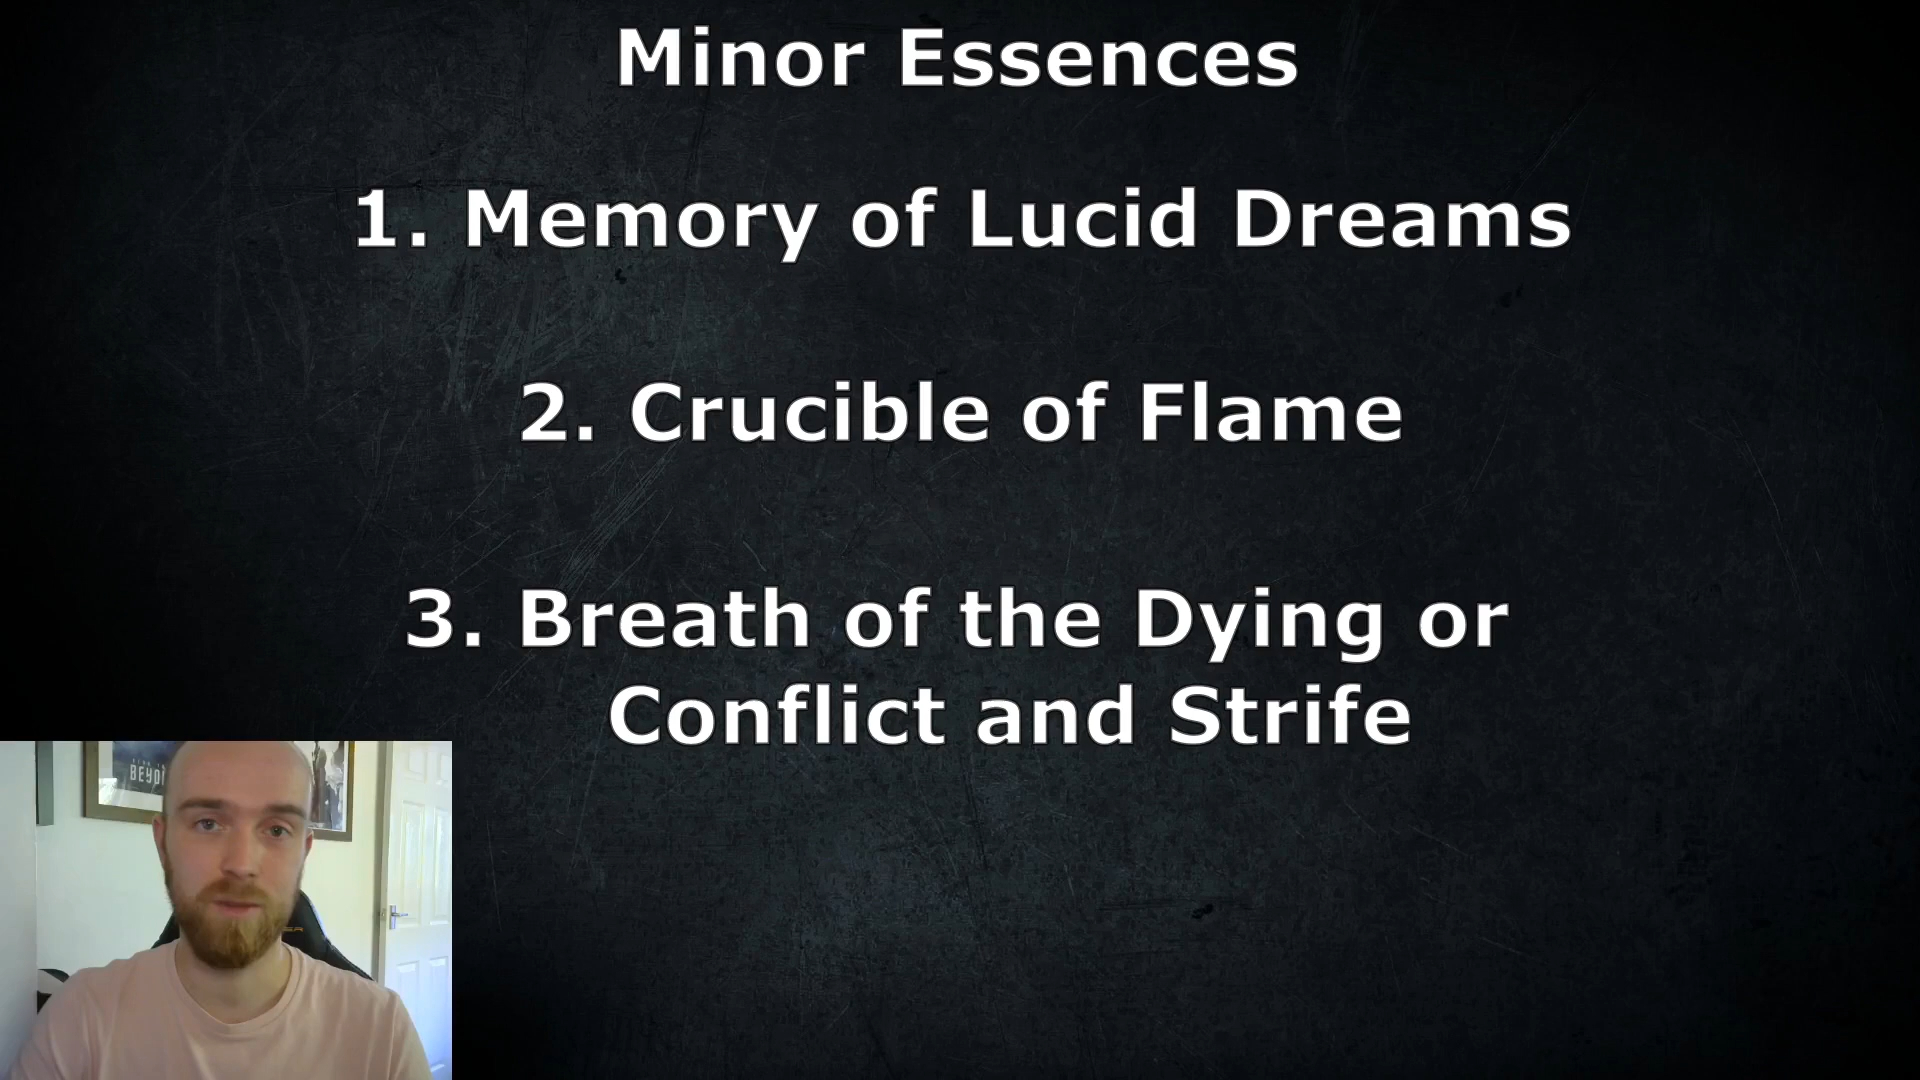 Minor Essences
1. Memory of Lucid Dreams
2. Crucible of Flame
3. Breath of the Dying or
Conflict and Strife